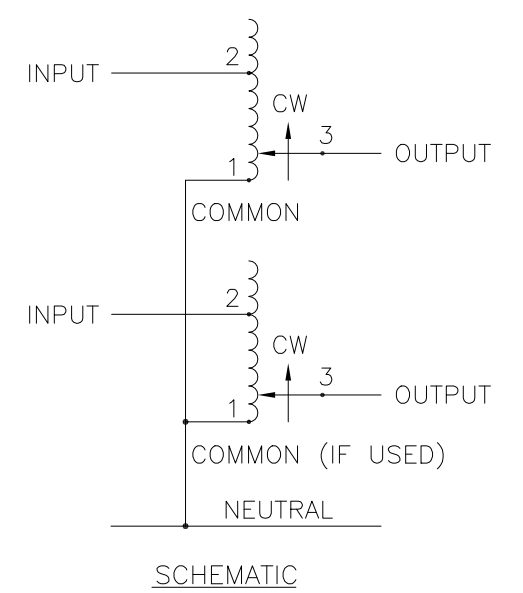 2
INPUT
CW
3
OUTPUT
1
COMMON
2
INPUT
CW
3
OUTPUT
1
COMMON (IF USED)
NEUTRAL
SCHEMATIC